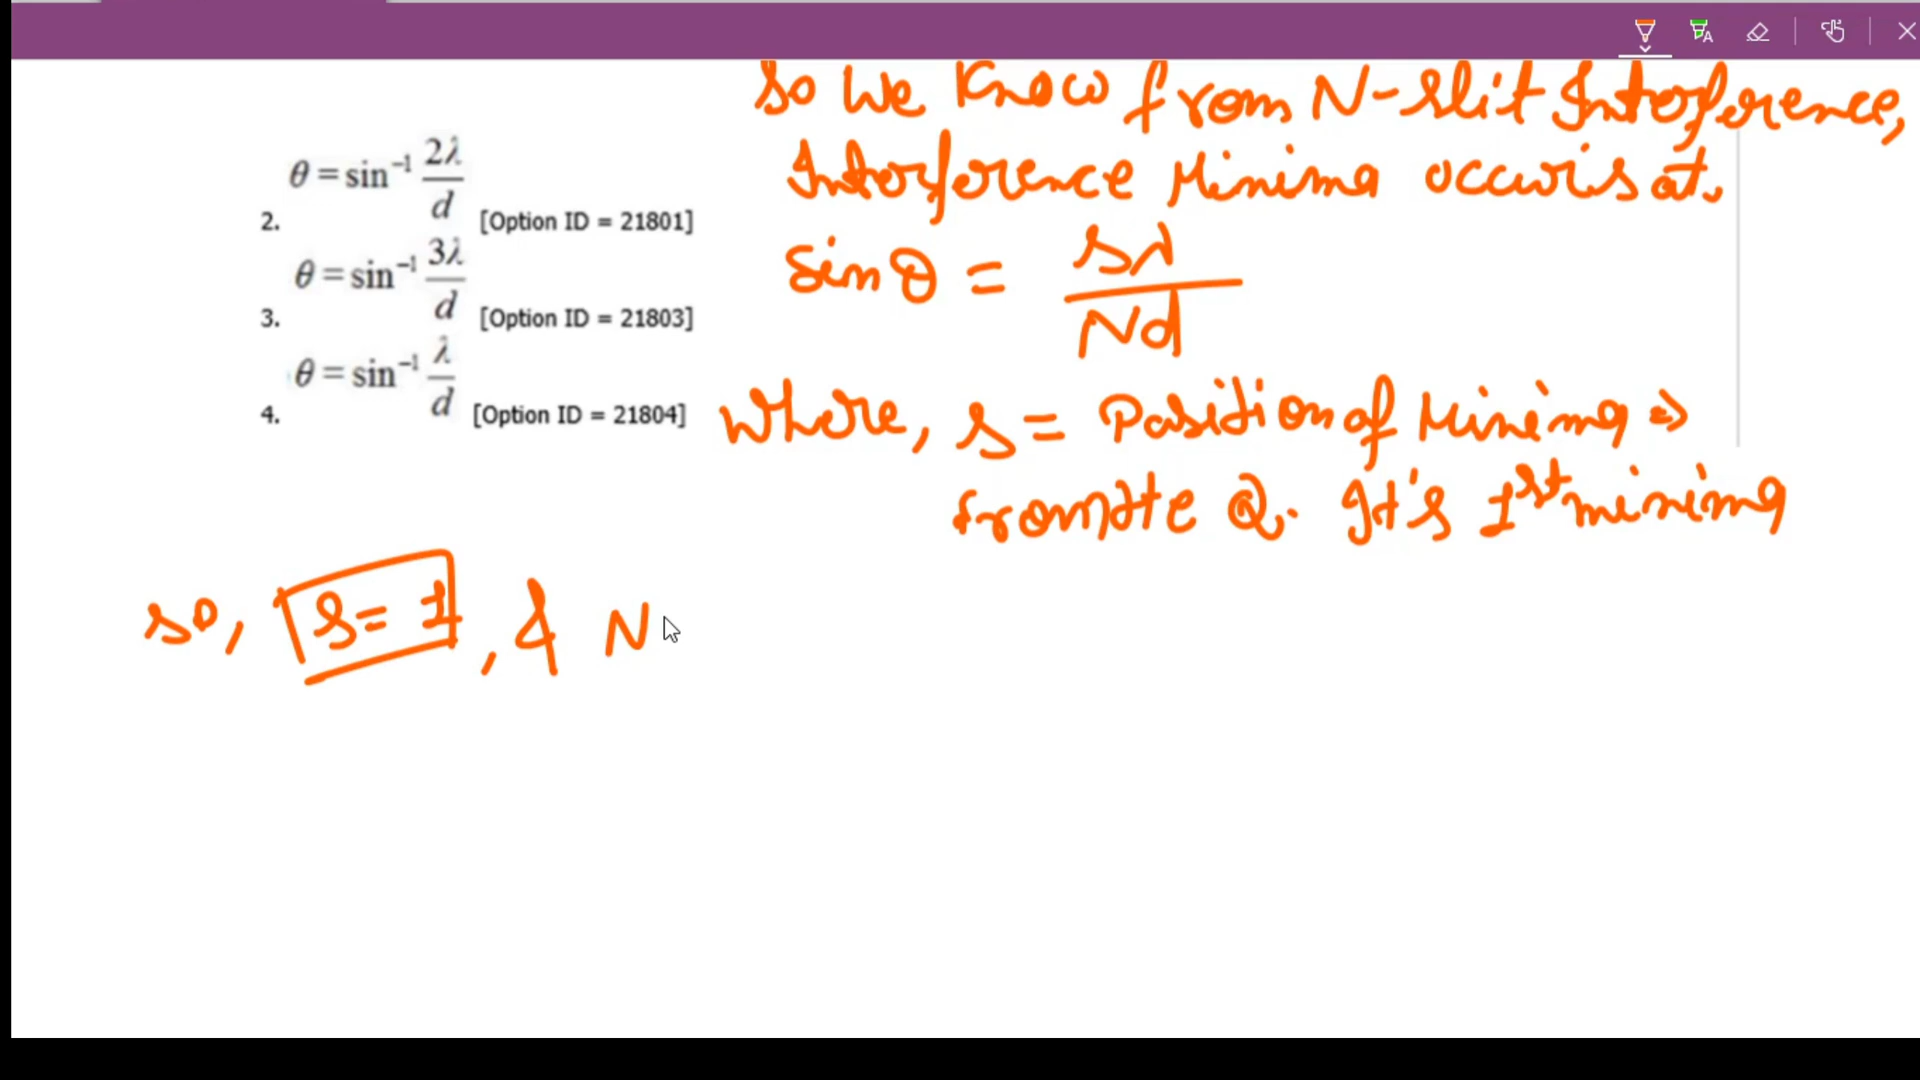 So We Know from N-slit Interference,
Interference Minima occurs at.
θ = sin⁻¹ 2λ/d
2. [Option ID = 21801]
θ = sin⁻¹ 3λ/d
3. [Option ID = 21803]
θ = sin⁻¹ λ/d
4. [Option ID = 21804]
sin θ = sλ/Nd
where, s = Position of Minima ⇒
from the Q. It's 1st minima
so, s = 1, & N